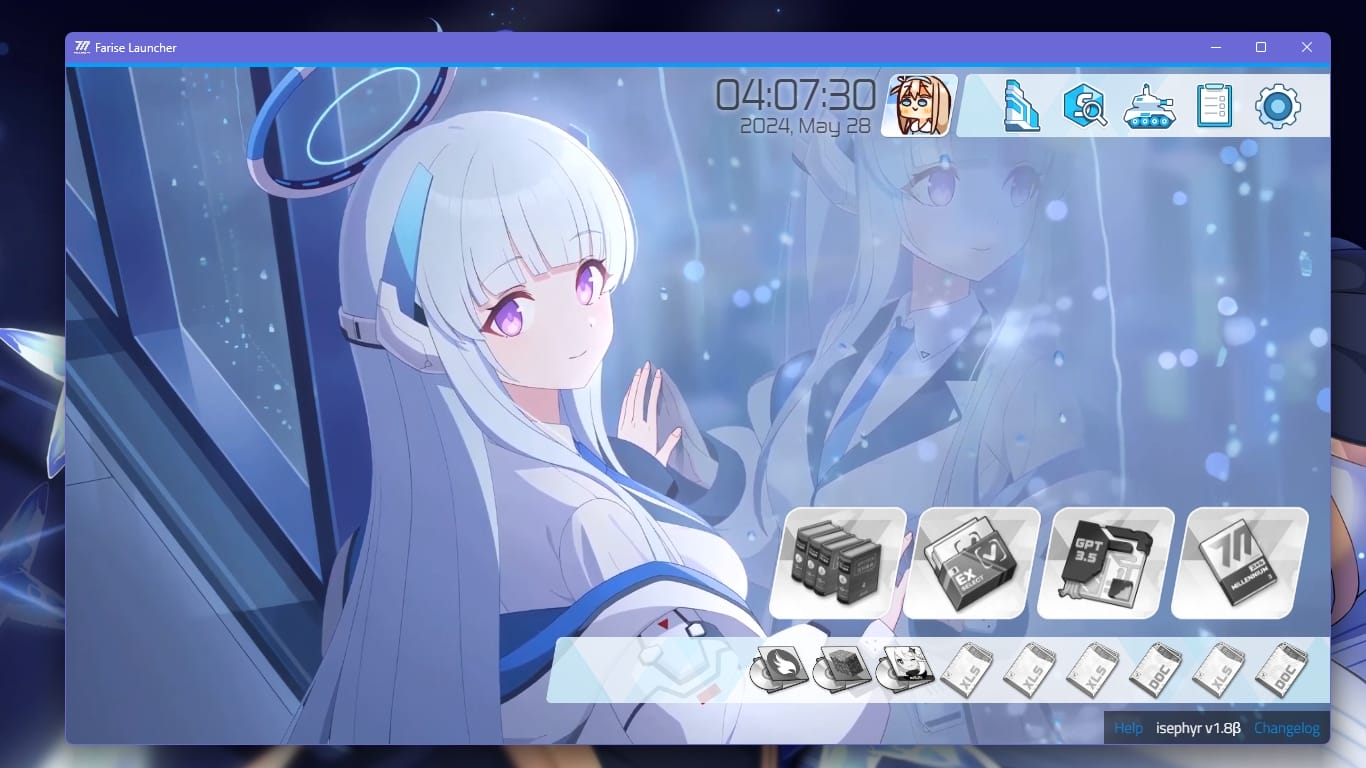 Farise Launcher
04:07:30
2024, May 28
GPT
3.5
EX
SELECT
MILLENNIUM
XLS
XLS
XLS
DOC
XLS
DOC
Help isephyr v1.8β Changelog